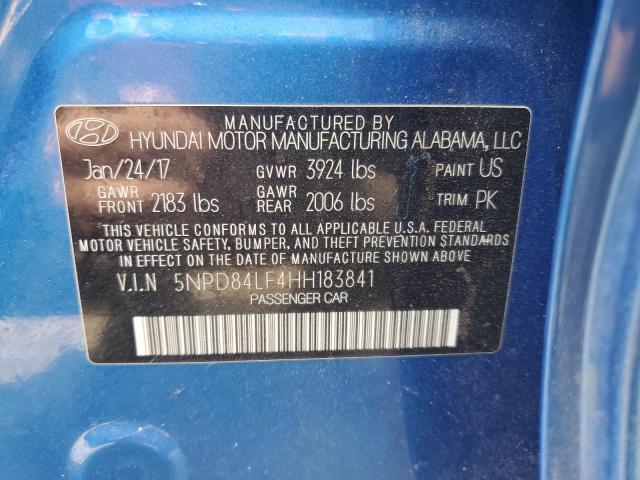 MANUFACTURED BY
HYUNDAI MOTOR MANUFACTURING ALABAMA, LLC
Jan/24/17 GVWR 3924 lbs PAINT US
GAWR FRONT 2183 lbs GAWR REAR 2006 lbs TRIM PK
THIS VEHICLE CONFORMS TO ALL APPLICABLE U.S.A. FEDERAL
MOTOR VEHICLE SAFETY, BUMPER, AND THEFT PREVENTION STANDARDS
IN EFFECT ON THE DATE OF MANUFACTURE SHOWN ABOVE.
V.I.N 5NPD84LF4HH183841
PASSENGER CAR